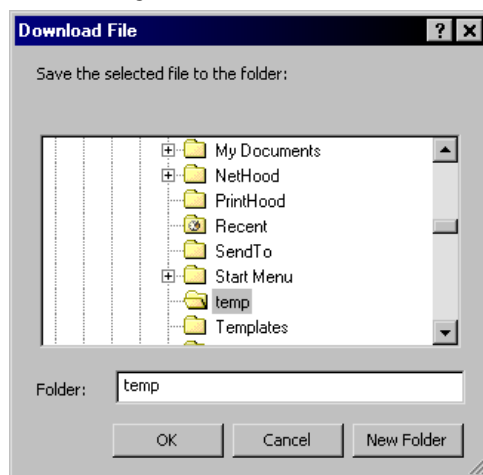 Download File
Save the selected file to the folder:
My Documents
NetHood
PrintHood
Recent
SendTo
Start Menu
temp
Templates
Folder: temp
OK Cancel New Folder